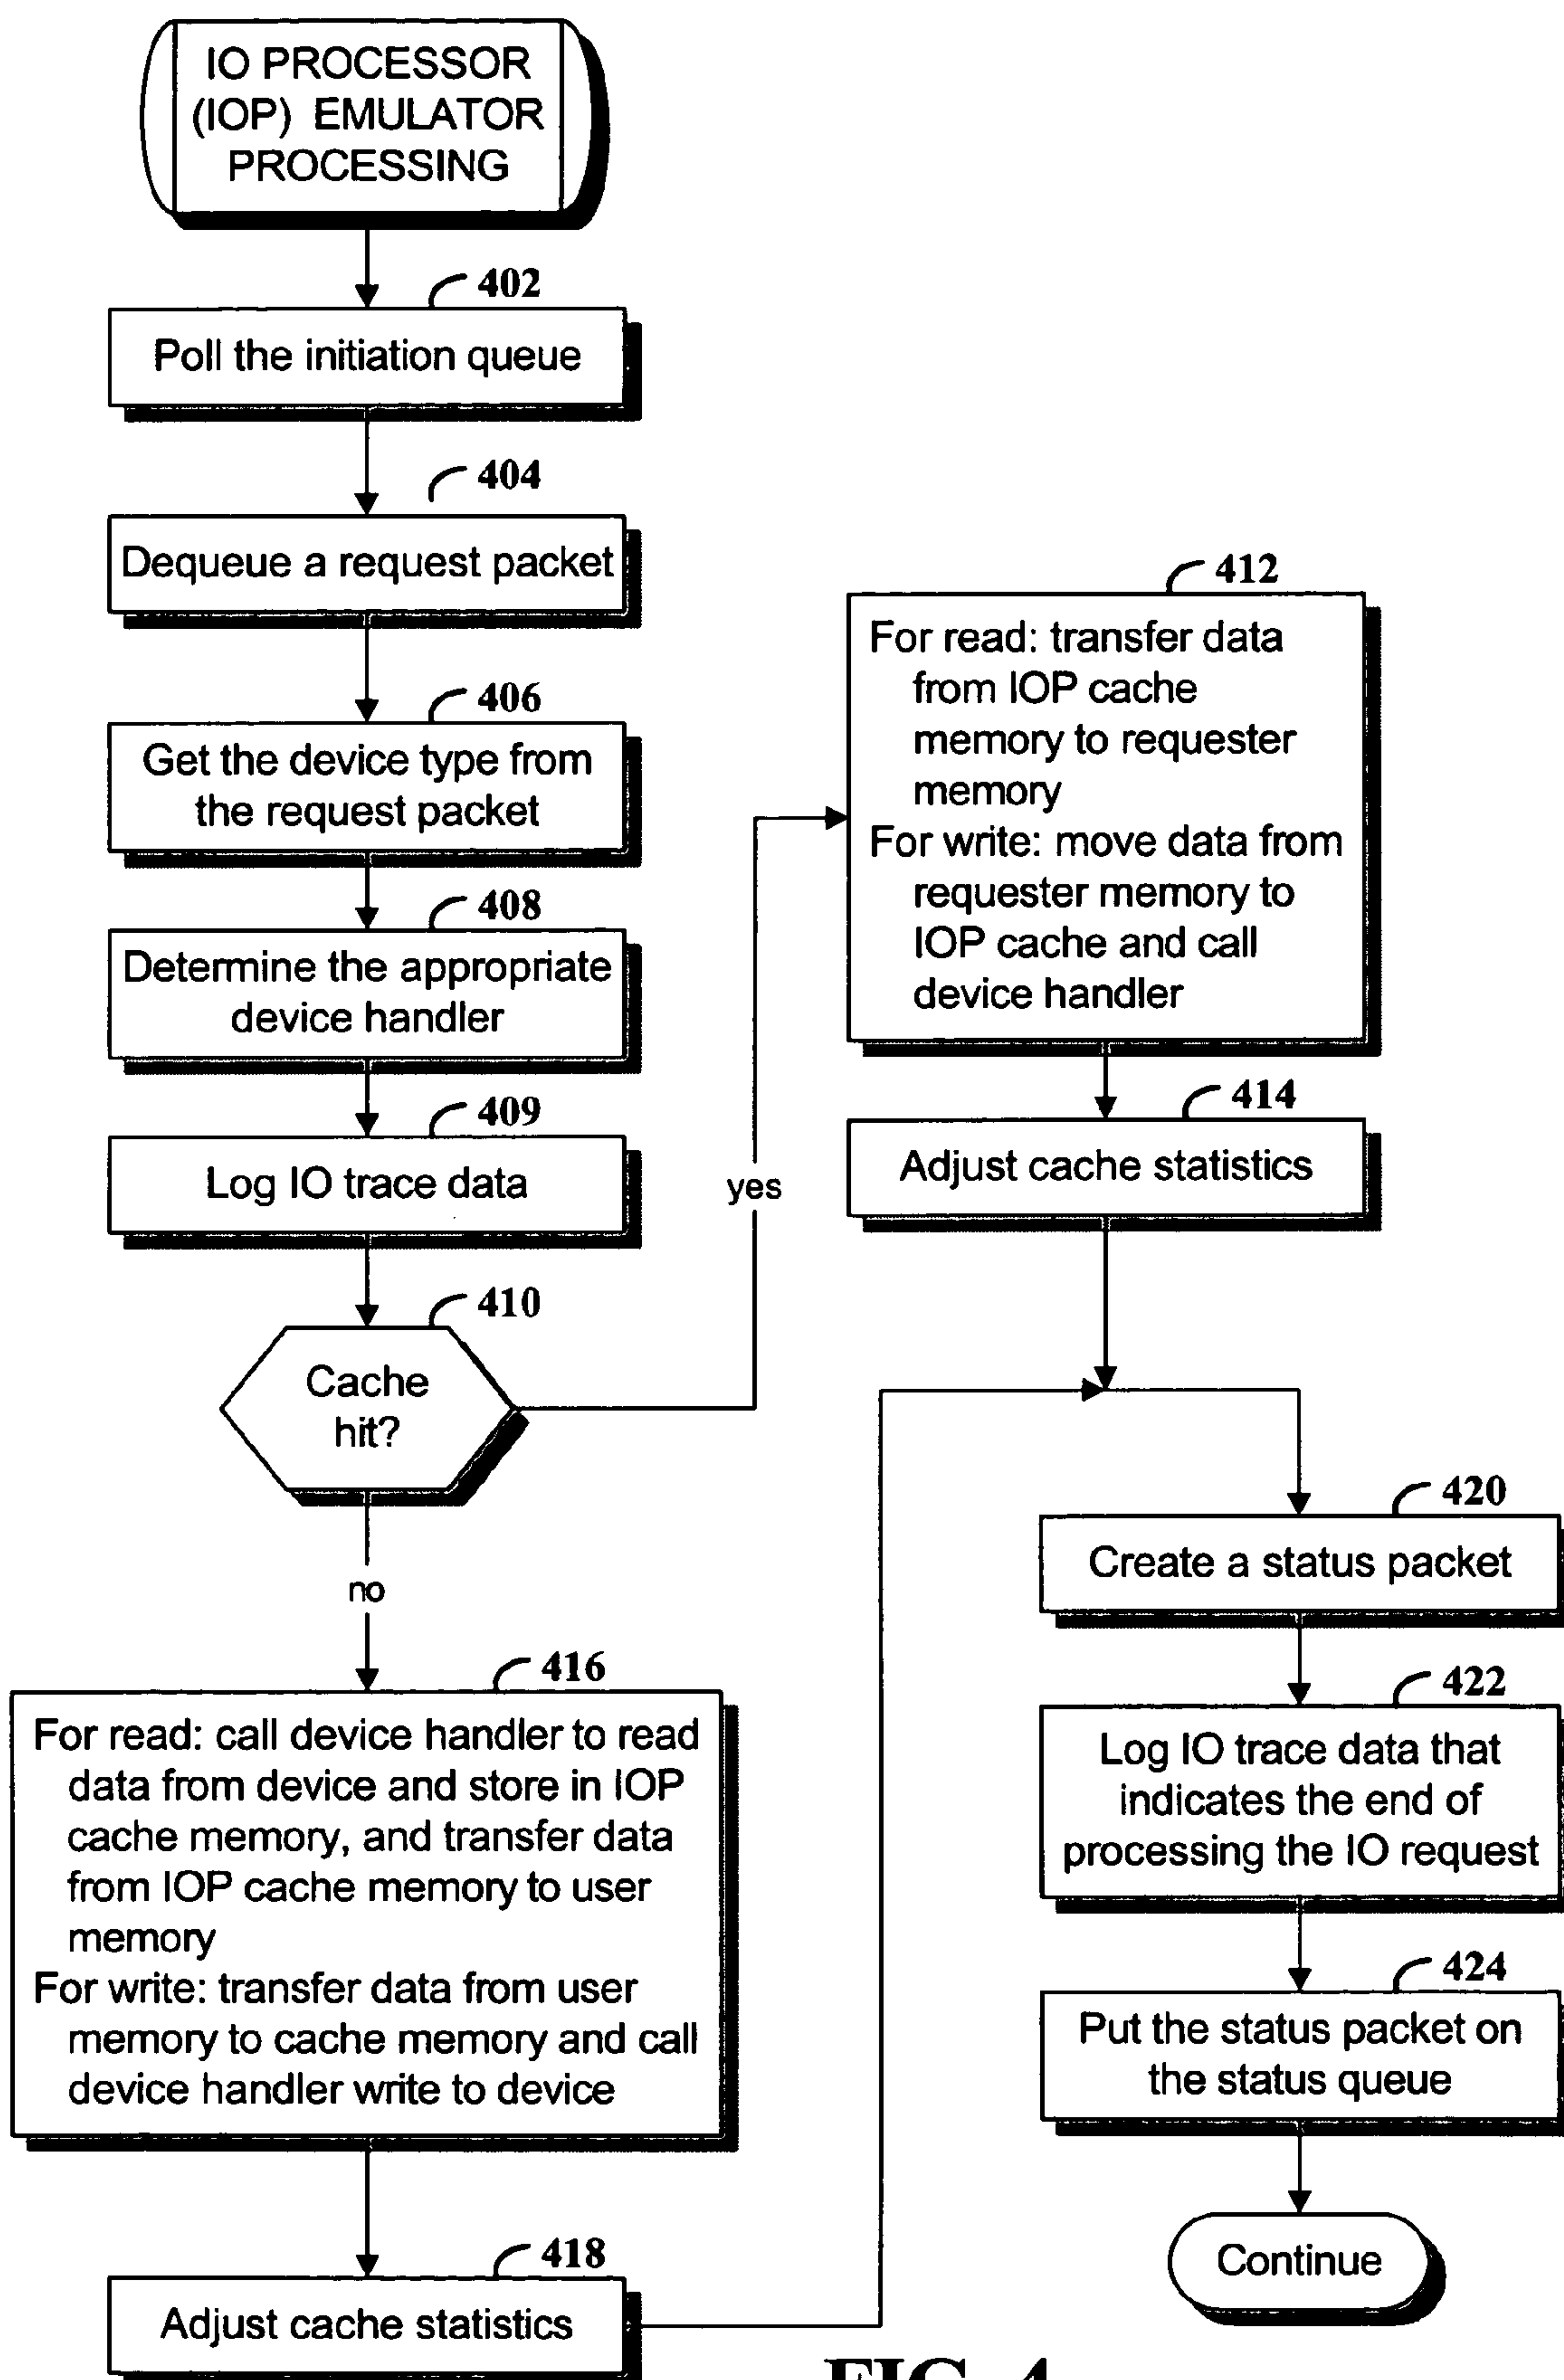 IO PROCESSOR
(IOP) EMULATOR
PROCESSING
402
Poll the initiation queue
404
Dequeue a request packet
406
Get the device type from
the request packet
408
Determine the appropriate
device handler
409
Log IO trace data
410
Cache
hit?
yes
no
412
For read: transfer data
from IOP cache
memory to requester
memory
For write: move data from
requester memory to
IOP cache and call
device handler
414
Adjust cache statistics
416
For read: call device handler to read
data from device and store in IOP
cache memory, and transfer data
from IOP cache memory to user
memory
For write: transfer data from user
memory to cache memory and call
device handler write to device
418
Adjust cache statistics
420
Create a status packet
422
Log IO trace data that
indicates the end of
processing the IO request
424
Put the status packet on
the status queue
Continue
FIG. 4